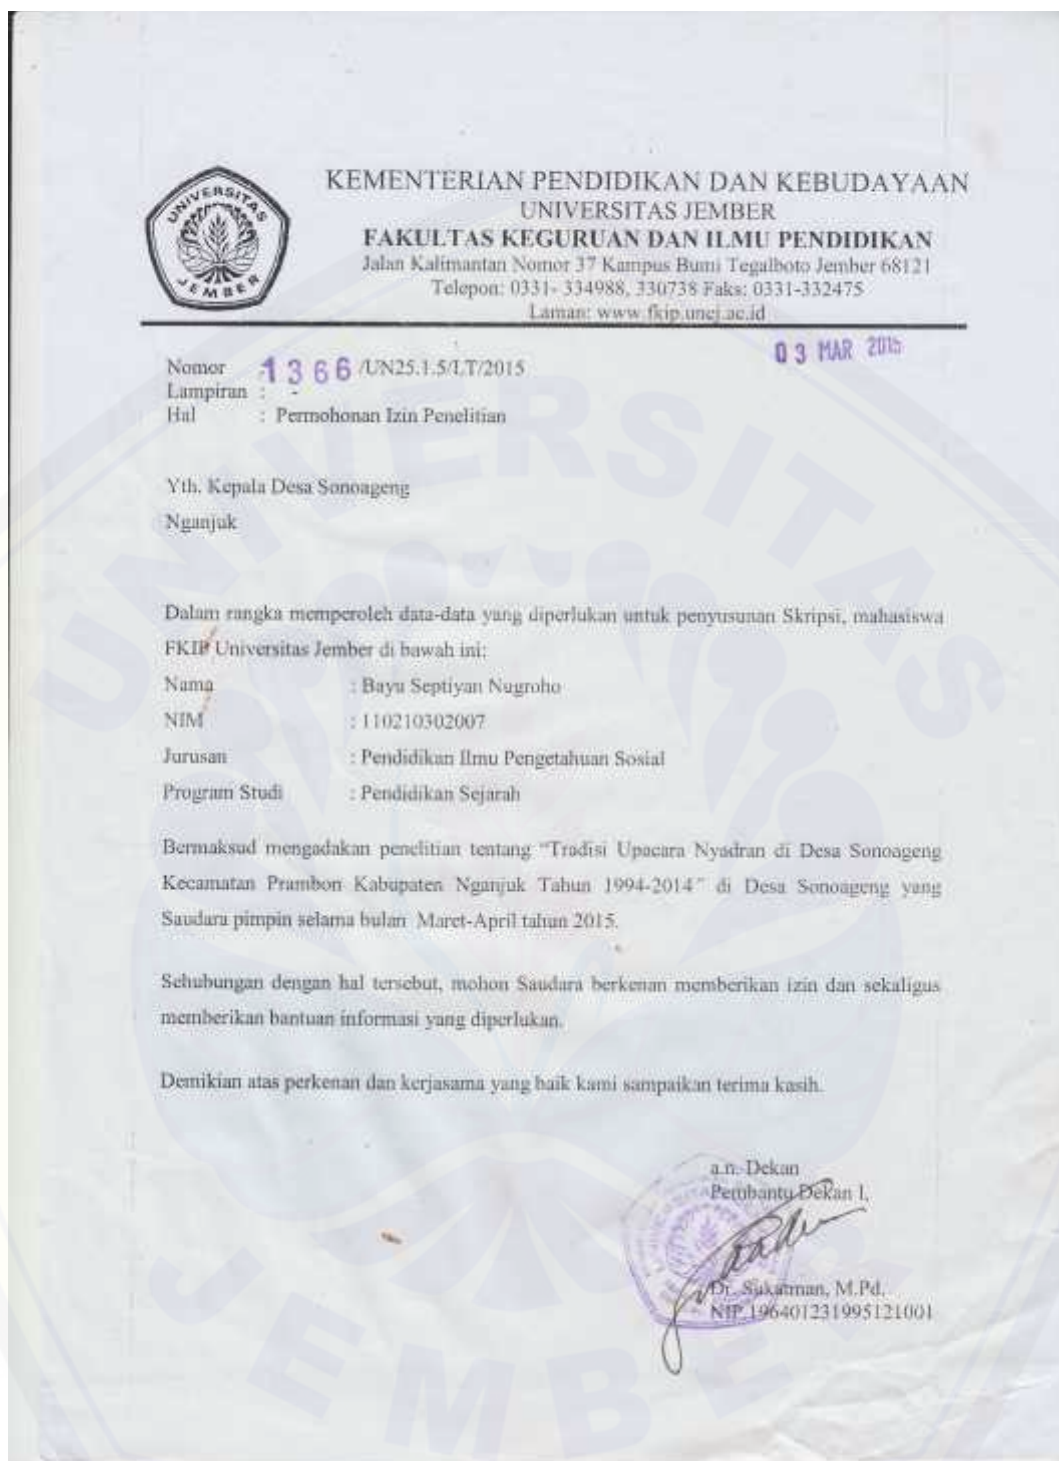 UNIVERSITAS
JEMBER
KEMENTERIAN PENDIDIKAN DAN KEBUDAYAAN
UNIVERSITAS JEMBER
FAKULTAS KEGURUAN DAN ILMU PENDIDIKAN
Jalan Kalimantan Nomor 37 Kampus Bumi Tegalboto Jember 68121
Telepon: 0331- 334988, 330738 Faks: 0331-332475
Laman: www.fkip.unej.ac.id
03 MAR 2015
Nomor : 1366 /UN25.1.5/LT/2015
Lampiran : -
Hal : Permohonan Izin Penelitian
Yth. Kepala Desa Sonoageng
Nganjuk
Dalam rangka memperoleh data-data yang diperlukan untuk penyusunan Skripsi, mahasiswa
FKIP Universitas Jember di bawah ini:
Nama : Bayu Septiyan Nugroho
NIM : 110210302007
Jurusan : Pendidikan Ilmu Pengetahuan Sosial
Program Studi : Pendidikan Sejarah
Bermaksud mengadakan penelitian tentang "Tradisi Upacara Nyadran di Desa Sonoageng
Kecamatan Prambon Kabupaten Nganjuk Tahun 1994-2014" di Desa Sonoageng yang
Saudara pimpin selama bulan Maret-April tahun 2015.
Sehubungan dengan hal tersebut, mohon Saudara berkenan memberikan izin dan sekaligus
memberikan bantuan informasi yang diperlukan.
Demikian atas perkenan dan kerjasama yang baik kami sampaikan terima kasih.
a.n. Dekan
Pembantu Dekan I,
Dr. Sukatman, M.Pd.
NIP 196401231995121001
UNIVERSITAS
JEMBER